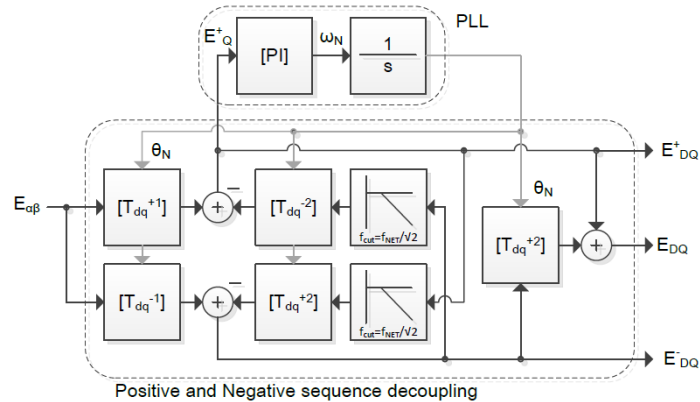 PLL
E⁺Q
[PI]
ωN
1
s
θN
E⁺DQ
Eαβ
[Tdq⁺¹]
+
−
[Tdq⁻²]
fcut=fNET/√2
θN
[Tdq⁺²]
+
EDQ
[Tdq⁻¹]
+
−
[Tdq⁺²]
fcut=fNET/√2
E⁻DQ
Positive and Negative sequence decoupling